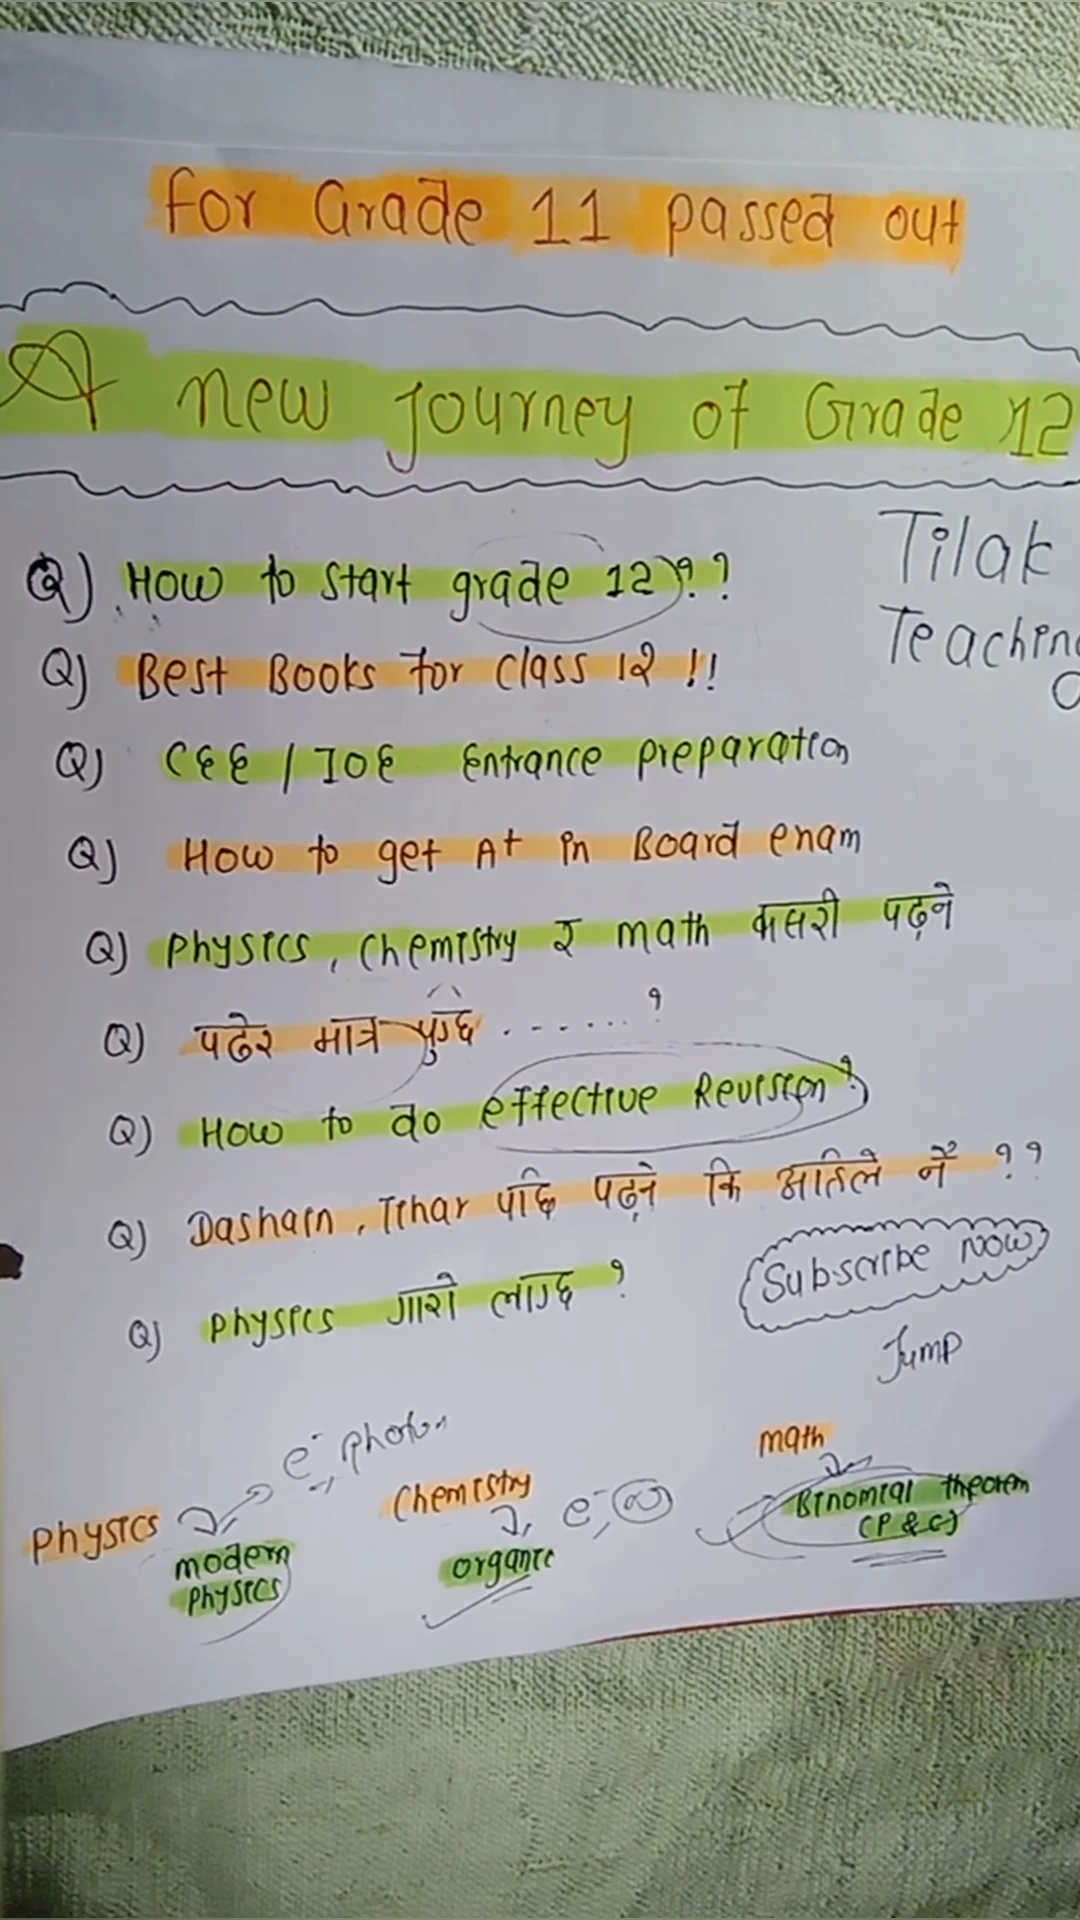 for Grade 11 passed out
A new journey of Grade 12
Tilak
Teaching
Q) How to start grade 12 ??
Q) Best Books for class 12 !!
Q) CEE / IOE Entrance preparation
Q) How to get A+ in Board enam
Q) Physics, Chemistry र math कसरी पढ्ने
Q) पढेर मात्र पुग्छ .......?
Q) How to do effective Revision?
Q) Dashain, Tihar पछि पढ्ने कि अहिले नै ??
Q) Physics गारो लाग्छ ?
Subscribe Now
Jump
Physics
e⁻, photon
modern
Physics
Chemistry
e⁻,
organic
math
Binomial theorem
(P & C)